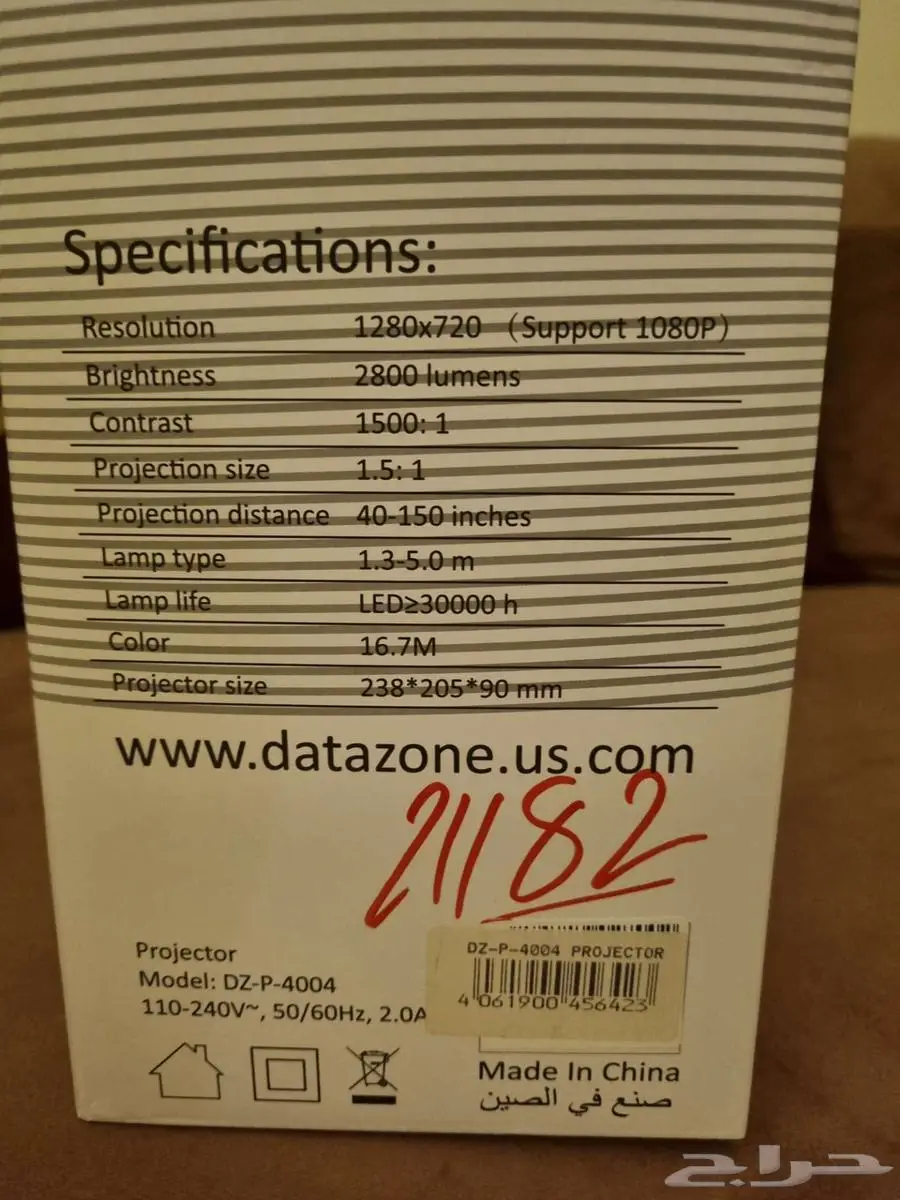 Specifications:
Resolution 1280x720 （Support 1080P）
Brightness 2800 lumens
Contrast 1500: 1
Projection size 1.5: 1
Projection distance 40-150 inches
Lamp type 1.3-5.0 m
Lamp life LED≥30000 h
Color 16.7M
Projector size 238*205*90 mm
www.datazone.us.com
21182
Projector
Model: DZ-P-4004
110-240V~, 50/60Hz, 2.0A
DZ-P-4004 PROJECTOR
4 061900 456423
Made In China
صنع في الصين
حراج